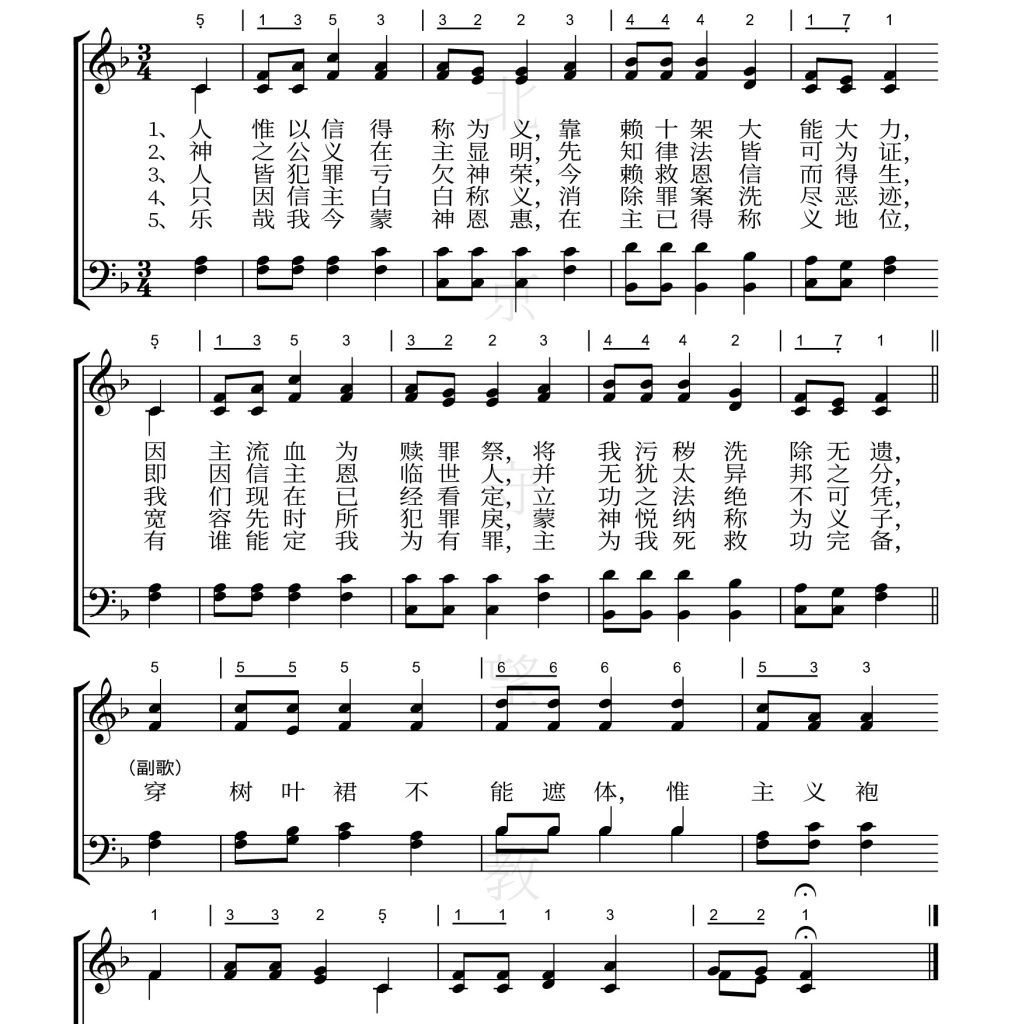 5 | 1 3 5 3 | 3 2 2 3 | 4 4 4 2 | 1 7 1
3/4
1、人 惟以信得 称为义，靠 赖十架大 能大力，
2、神 之公义在 主显明，先 知律法皆 可为证，
3、人 皆犯罪亏 欠神荣，今 赖救恩信 而得生，
4、只 因信主白 白称义，消 除罪案洗 尽恶迹，
5、乐 哉我今蒙 神恩惠，在 主已得称 义地位，
3/4
5 | 1 3 5 3 | 3 2 2 3 | 4 4 4 2 | 1 7 1 ||
因 主流血为 赎罪祭，将 我污秽洗 除无遗，
即 因信主恩 临世人，并 无犹太异 邦之分，
我 们现在已 经看定，立 功之法绝 不可凭，
宽 容先时所 犯罪戾，蒙 神悦纳称 为义子，
有 谁能定我 为有罪，主 为我死救 功完备，
5 | 5 5 5 5 | 6 6 6 6 | 5 3 3
（副歌）
穿 树叶裙不 能遮体，惟 主义袍
1 | 3 3 2 5 | 1 1 1 3 | 2 2 1
北京守望教